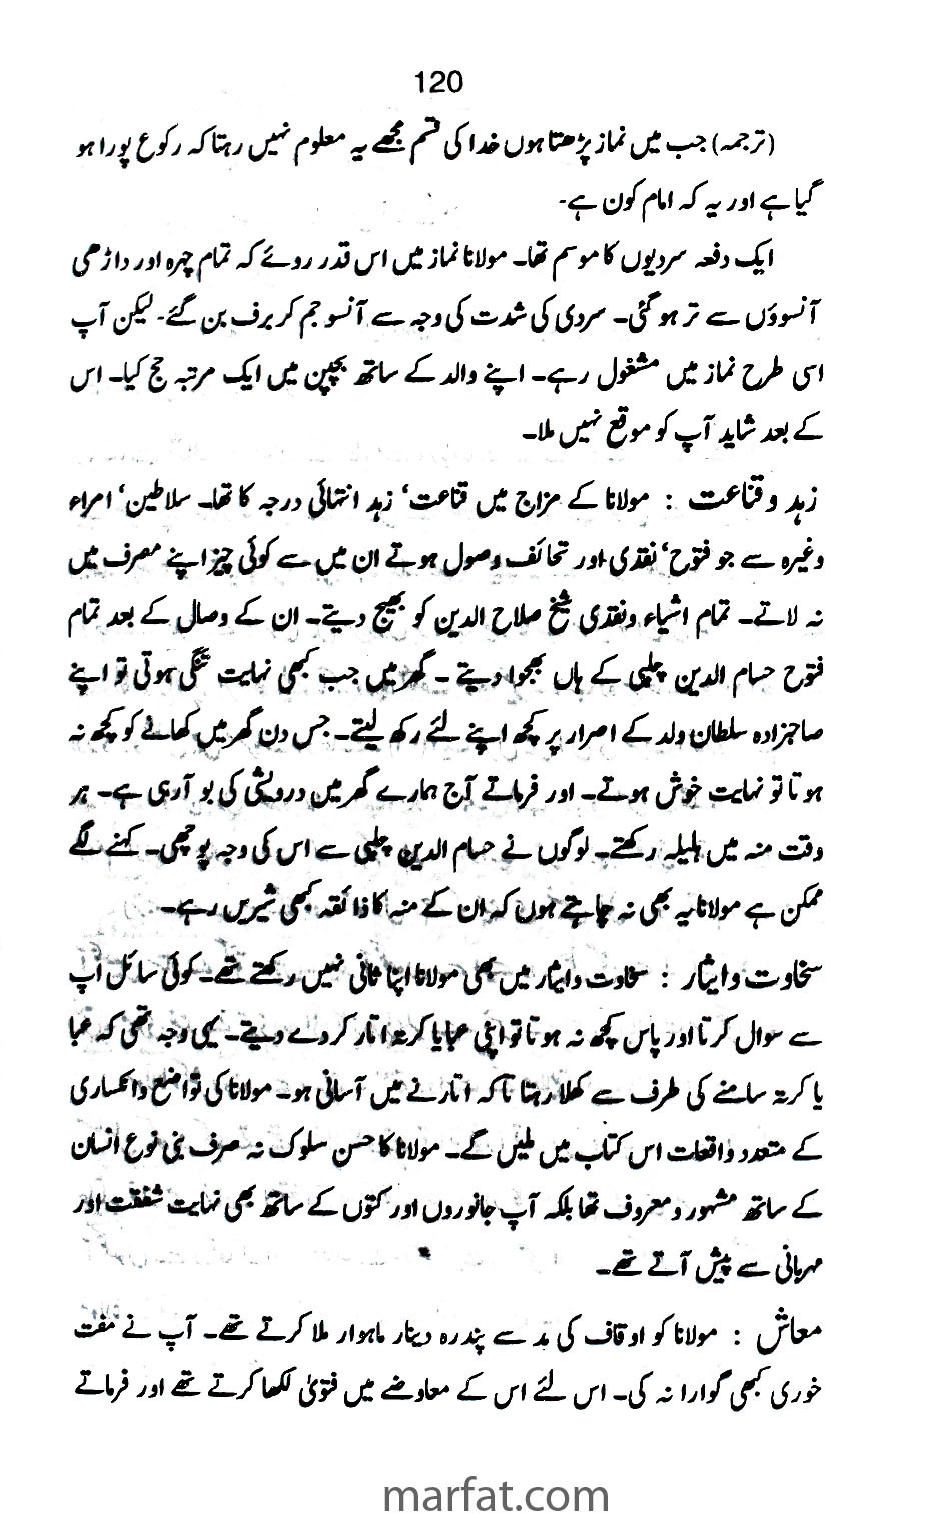 120
(ترجمہ) جب میں نماز پڑھتا ہوں خدا کی قسم مجھے یہ معلوم نہیں رہتا کہ رکوع پورا ہو
گیا ہے اور یہ کہ امام کون ہے۔
ایک دفعہ سردیوں کا موسم تھا۔ مولانا نماز میں اس قدر روئے کہ تمام چہرہ اور داڑھی
آنسوؤں سے تر ہو گئی۔ سردی کی شدت کی وجہ سے آنسو جم کر برف بن گئے۔ لیکن آپ
اسی طرح نماز میں مشغول رہے۔ اپنے والد کے ساتھ بچپن میں ایک مرتبہ حج کیا۔ اس
کے بعد شاید آپ کو موقع نہیں ملا۔
زہد و قناعت : مولانا کے مزاج میں قناعت‘ زہد انتہائی درجہ کا تھا۔ سلاطین‘ امراء
وغیرہ سے جو فتوح‘ نقدی اور تحائف وصول ہوتے ان میں سے کوئی چیز اپنے مصرف میں
نہ لاتے۔ تمام اشیاء و نقدی شیخ صلاح الدین کو بھیج دیتے۔ ان کے وصال کے بعد تمام
فتوح حسام الدین چلپی کے ہاں بھجوا دیتے ۔ گھر میں جب کبھی نہایت تنگی ہوتی تو اپنے
صاحبزادہ سلطان ولد کے اصرار پر کچھ اپنے لئے رکھ لیتے۔ جس دن گھر میں کھانے کو کچھ نہ
ہوتا تو نہایت خوش ہوتے۔ اور فرماتے آج ہمارے گھر میں درویشی کی بو آ رہی ہے۔ ہر
وقت منہ میں ہلیلہ رکھتے۔ لوگوں نے حسام الدین چلپی سے اس کی وجہ پوچھی۔ کہنے لگے
ممکن ہے مولانا یہ بھی نہ چاہتے ہوں کہ ان کے منہ کا ذائقہ کبھی شیریں رہے۔
سخاوت و ایثار : سخاوت و ایثار میں بھی مولانا اپنا ثانی نہیں رکھتے تھے۔ کوئی سائل آپ
سے سوال کرتا اور پاس کچھ نہ ہوتا تو اپنی عبا یا کرتہ اتار کر دے دیتے۔ یہی وجہ تھی کہ عبا
یا کرتہ سامنے کی طرف سے کھلا رہتا تاکہ اتارنے میں آسانی ہو۔ مولانا کی تواضع و انکساری
کے متعدد واقعات اس کتاب میں ملیں گے۔ مولانا کا حسن سلوک نہ صرف بنی نوع انسان
کے ساتھ مشہور و معروف تھا بلکہ آپ جانوروں اور کتوں کے ساتھ بھی نہایت شفقت اور
مہربانی سے پیش آتے تھے۔
معاش : مولانا کو اوقاف کی مد سے پندرہ دینار ماہوار ملا کرتے تھے۔ آپ نے مفت
خوری کبھی گوارا نہ کی۔ اس لئے اس کے معاوضے میں فتویٰ لکھا کرتے تھے اور فرماتے
marfat.com